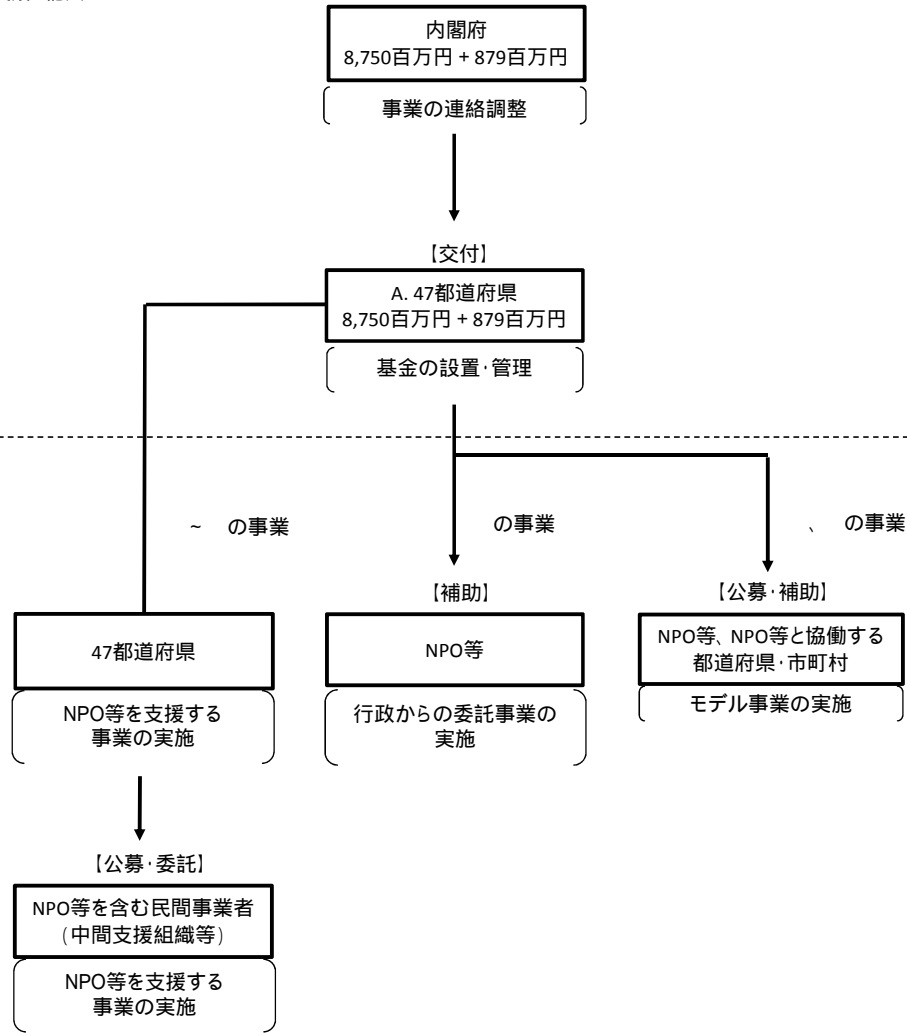 内閣府
8,750百万円 + 879百万円
事業の連絡調整
【交付】
A. 47都道府県
8,750百万円 + 879百万円
基金の設置・管理
~ の事業
の事業
、 の事業
【補助】
【公募・補助】
47都道府県
NPO等
NPO等、NPO等と協働する
都道府県・市町村
NPO等を支援する
事業の実施
行政からの委託事業の
実施
モデル事業の実施
【公募・委託】
NPO等を含む民間事業者
(中間支援組織等)
NPO等を支援する
事業の実施